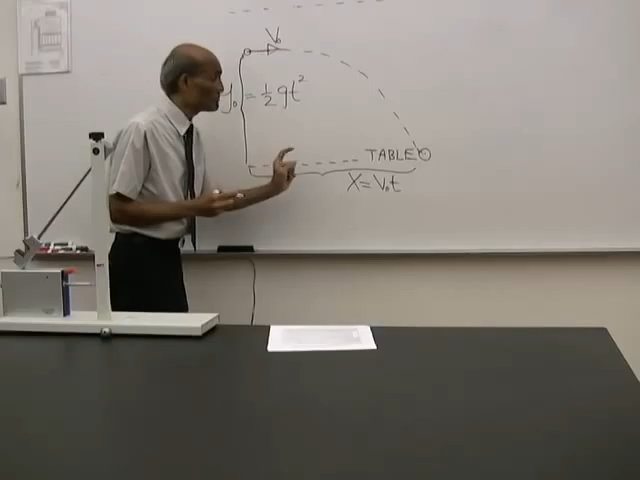 V₀
y₀ = ½gt²
TABLE
X = V₀t